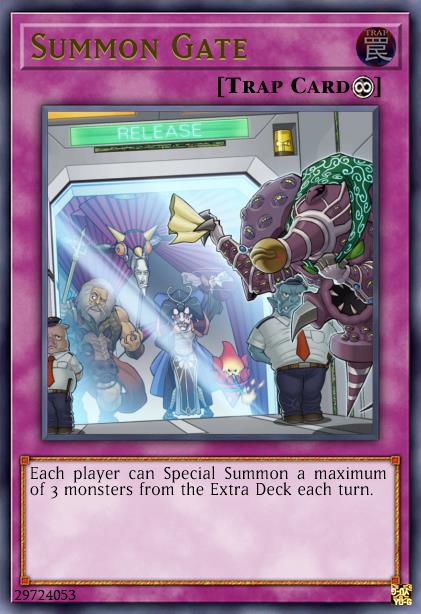 SUMMON GATE
TRAP
罠
[TRAP CARD♾]
RELEASE
Each player can Special Summon a maximum
of 3 monsters from the Extra Deck each turn.
29724053